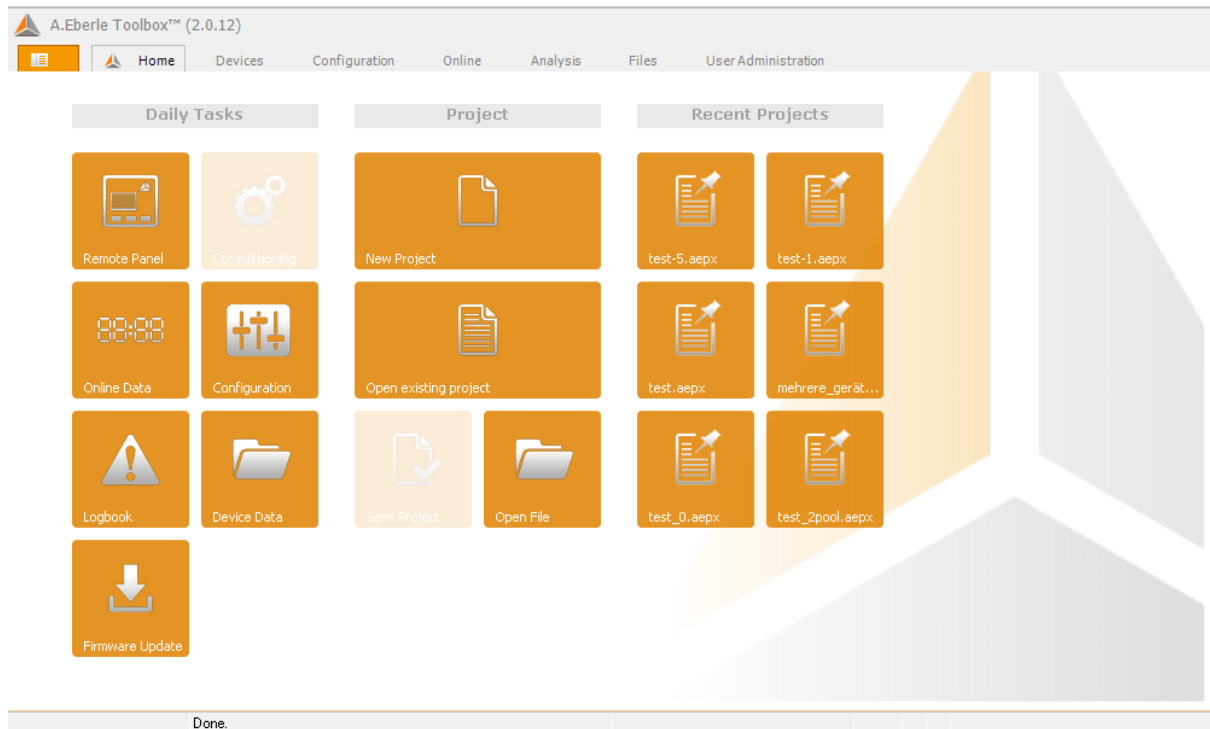 A.Eberle Toolbox™ (2.0.12)
Home Devices Configuration Online Analysis Files User Administration
Daily Tasks Project Recent Projects
Remote Panel Commissioning New Project test-5.aepx test-1.aepx
88:88
Online Data Configuration Open existing project test.aepx mehrere_gerät...
Logbook Device Data Save Project Open File test_0.aepx test_2pool.aepx
Firmware Update
Done.